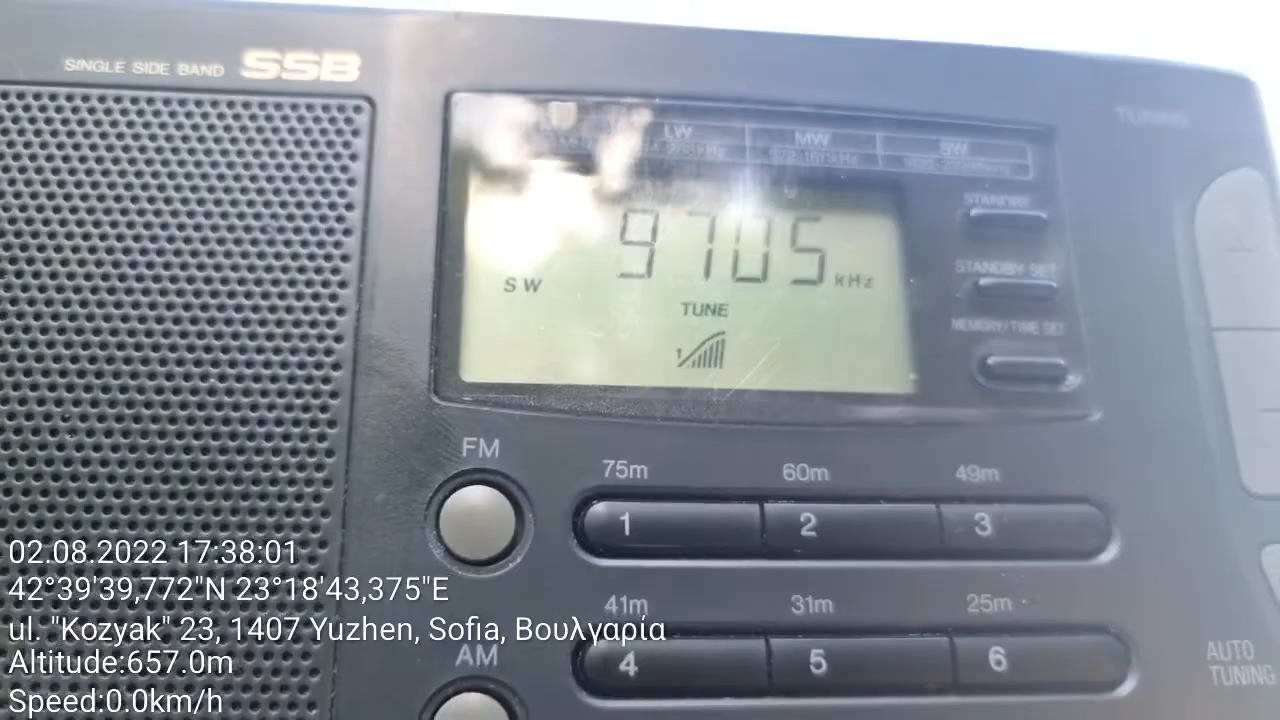 SINGLE SIDE BAND SSB
TUNING
LW MW SW
STANDBY
9705 kHz
SW
STANDBY SET
TUNE
MEMORY/TIME SET
1
FM
75m 60m 49m
1 2 3
41m 31m 25m
AM
4 5 6
AUTO
TUNING
02.08.2022 17:38:01
42°39'39,772"N 23°18'43,375"E
ul. "Kozyak" 23, 1407 Yuzhen, Sofia, Βουλγαρία
Altitude:657.0m
Speed:0.0km/h